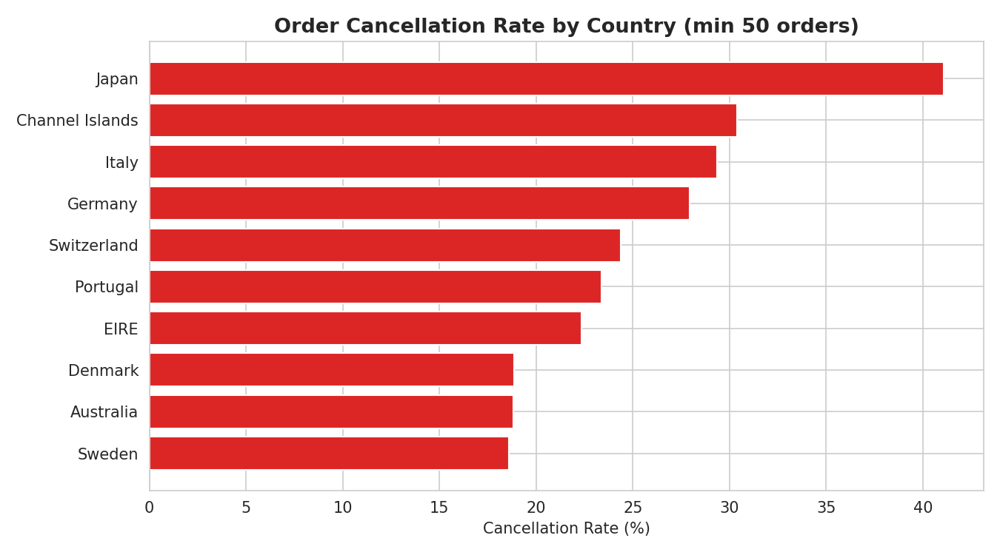 Order Cancellation Rate by Country (min 50 orders)
Japan
Channel Islands
Italy
Germany
Switzerland
Portugal
EIRE
Denmark
Australia
Sweden
0 5 10 15 20 25 30 35 40
Cancellation Rate (%)